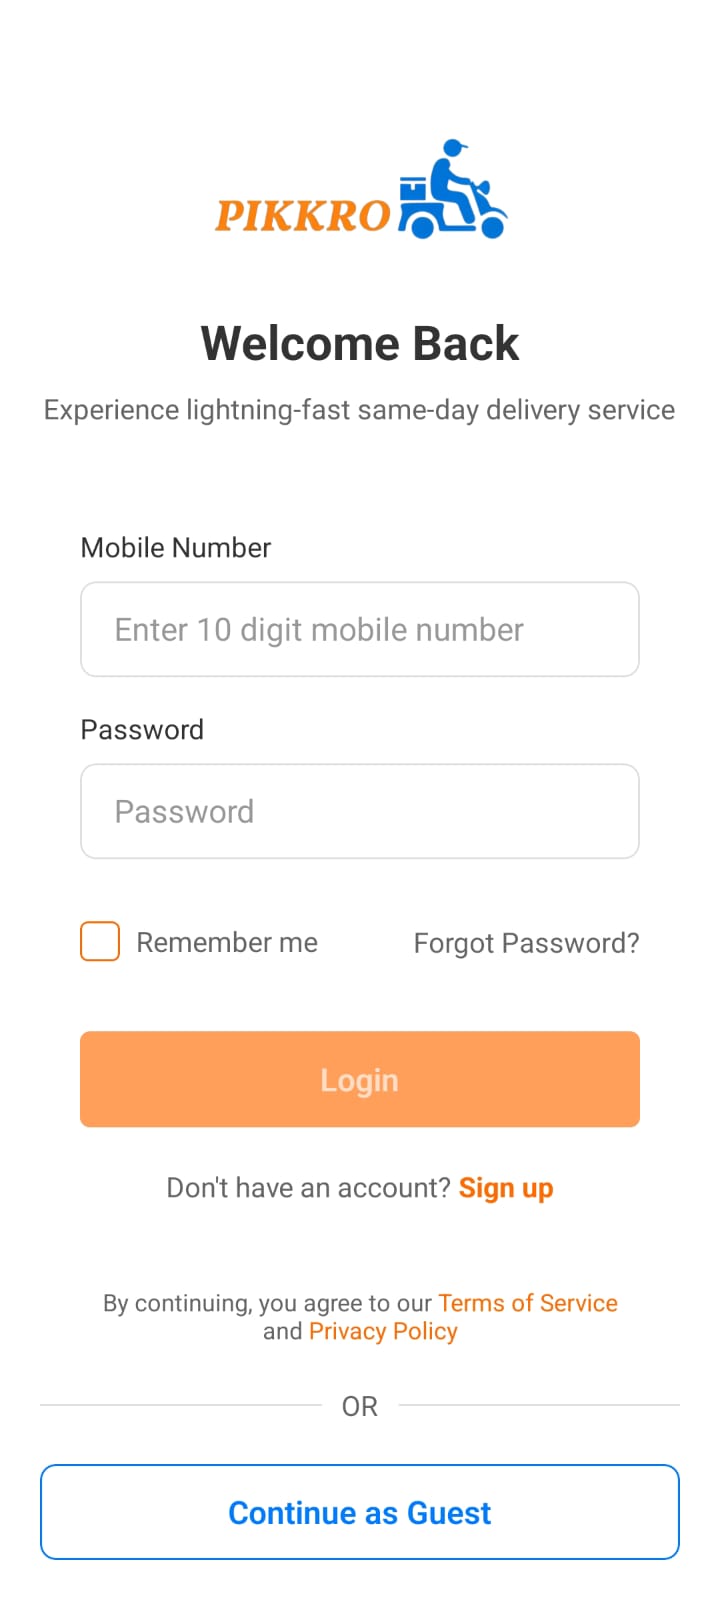 PIKKRO
Welcome Back
Experience lightning-fast same-day delivery service
Mobile Number
Enter 10 digit mobile number
Password
Password
Remember me
Forgot Password?
Login
Don't have an account? Sign up
By continuing, you agree to our Terms of Service
and Privacy Policy
OR
Continue as Guest